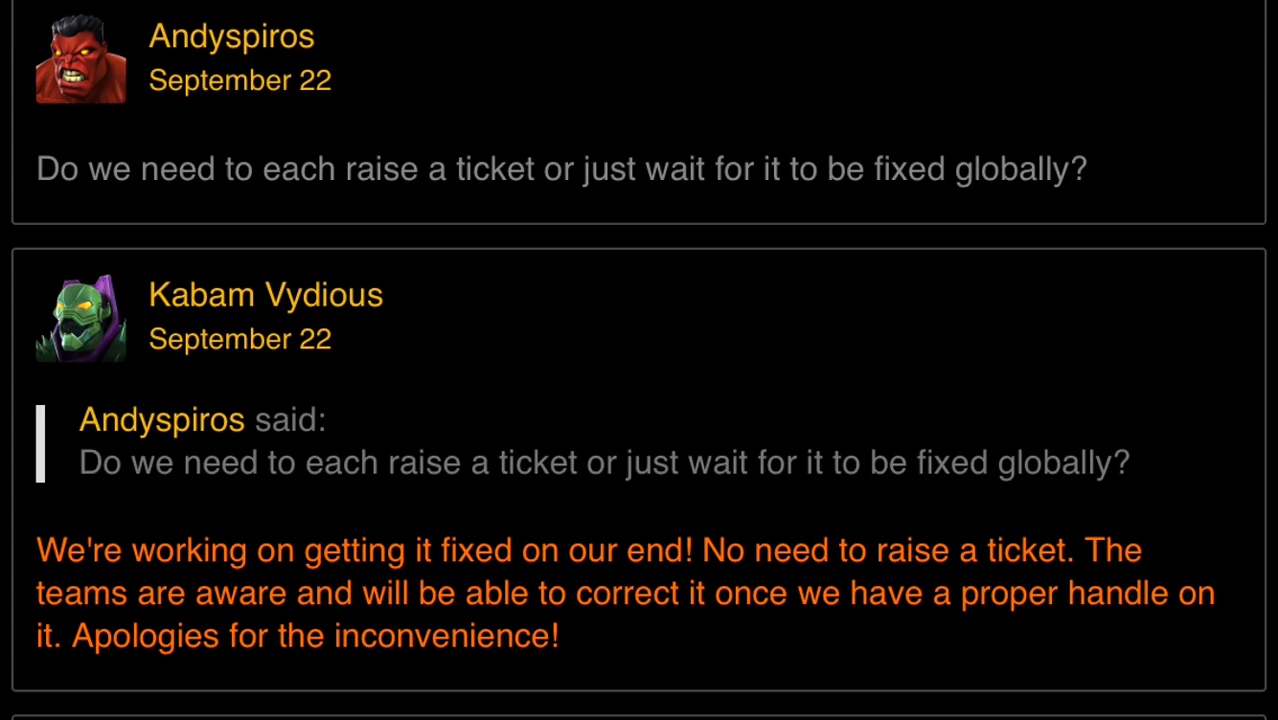 Andyspiros
September 22
Do we need to each raise a ticket or just wait for it to be fixed globally?
Kabam Vydious
September 22
Andyspiros said:
Do we need to each raise a ticket or just wait for it to be fixed globally?
We're working on getting it fixed on our end! No need to raise a ticket. The
teams are aware and will be able to correct it once we have a proper handle on
it. Apologies for the inconvenience!